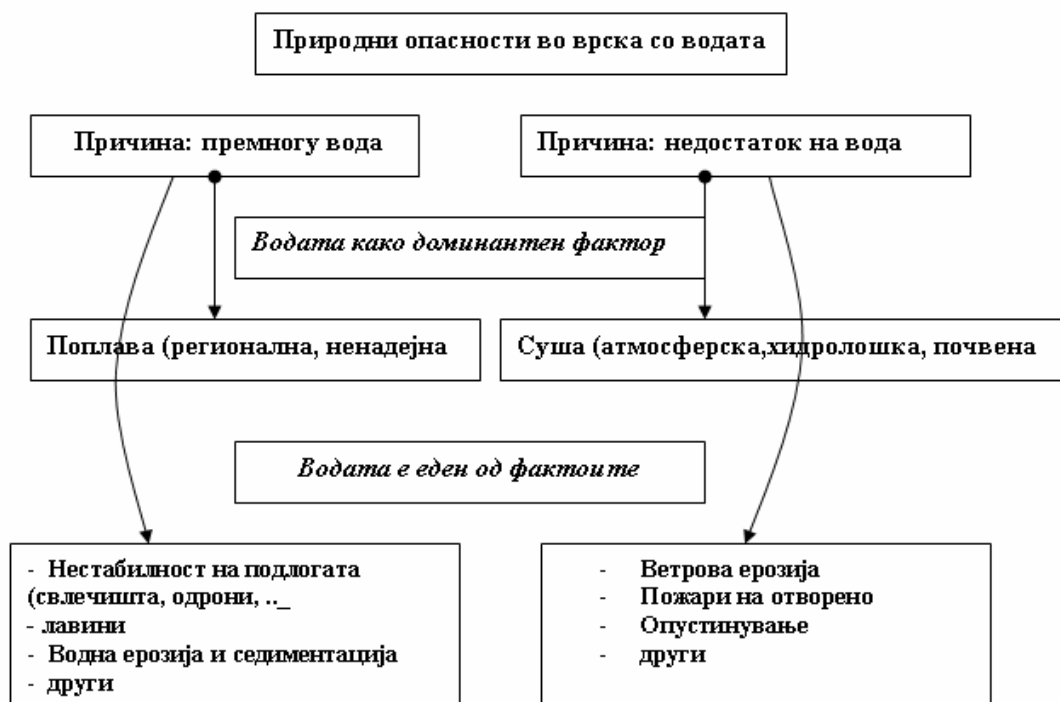 Природни опасности во врска со водата
Причина: премногу вода
Причина: недостаток на вода
Водата како доминантен фактор
Поплава (регионална, ненадејна
Суша (атмосферска,хидролошка, почвена
Водата е еден од фактоите
- Нестабилност на подлогата
(свлечишта, одрони, .._
- лавини
- Водна ерозија и седиментација
- други
- Ветрова ерозија
- Пожари на отворено
- Опустинување
- други